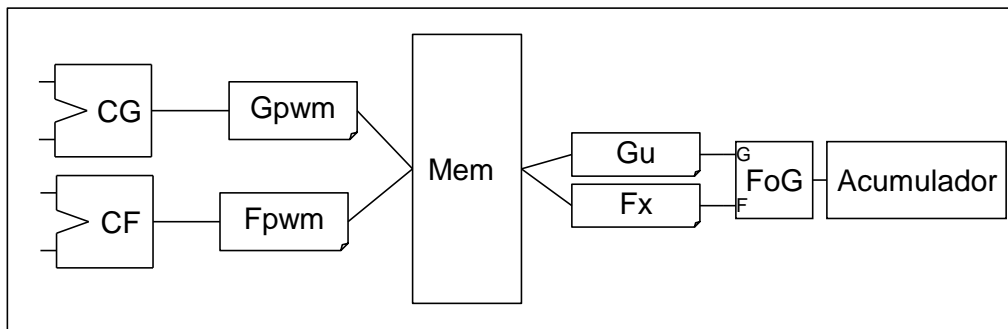 CG
Gpwm
CF
Fpwm
Mem
Gu
Fx
G
FoG
F
Acumulador